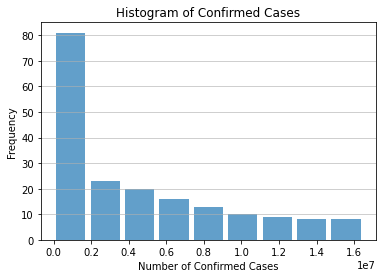 Histogram of Confirmed Cases
80
70
60
50
40
30
20
10
0
Frequency
0.0 0.2 0.4 0.6 0.8 1.0 1.2 1.4 1.6
1e7
Number of Confirmed Cases